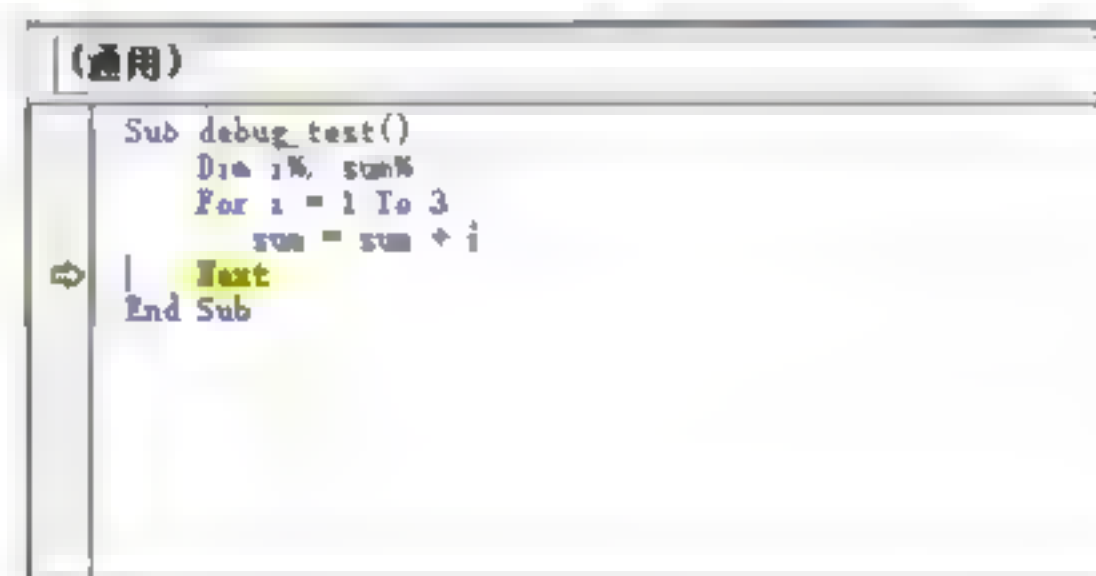 (通用)
Sub debug_test()
Dim i%, sum%
For i = 1 To 3
sum = sum + i
Next
End Sub